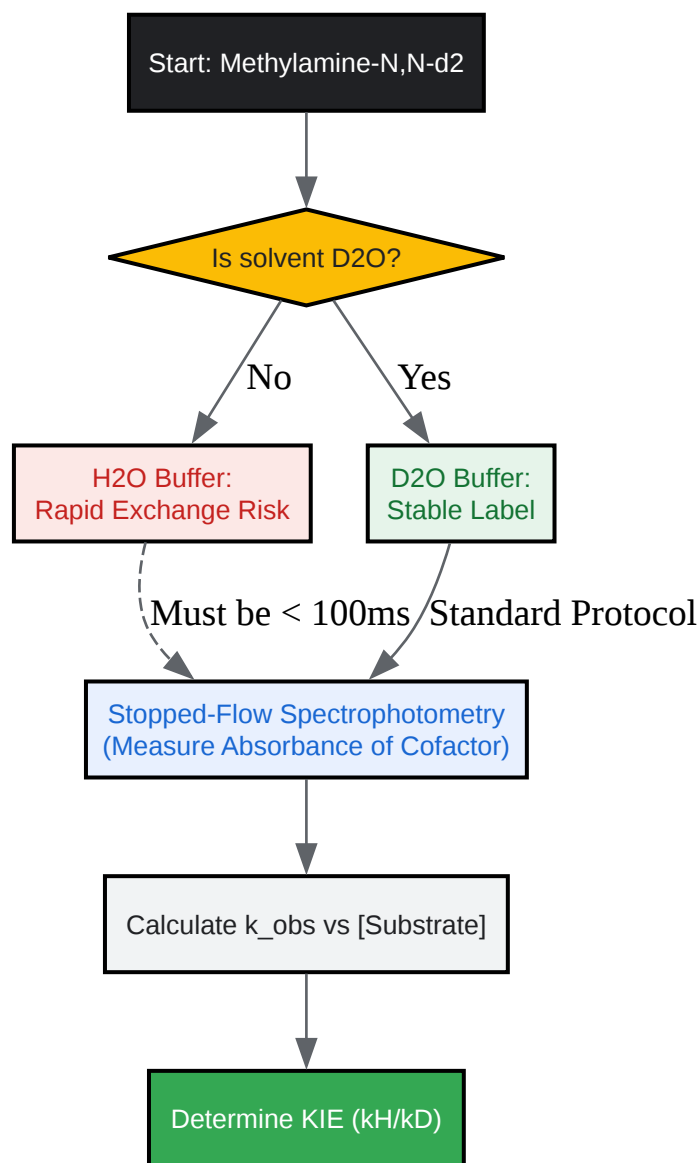 Start: Methylamine-N,N-d2
Is solvent D2O?
No
Yes
H2O Buffer:
Rapid Exchange Risk
D2O Buffer:
Stable Label
Must be < 100ms
Standard Protocol
Stopped-Flow Spectrophotometry
(Measure Absorbance of Cofactor)
Calculate k_obs vs [Substrate]
Determine KIE (kH/kD)